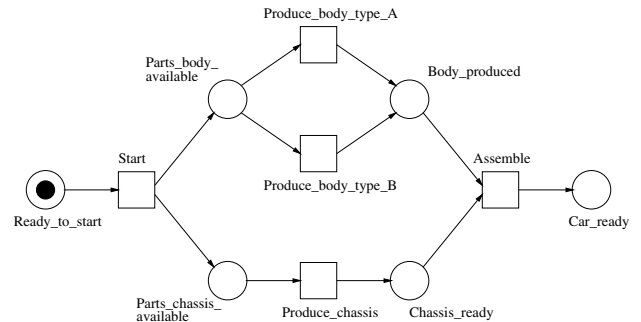 Produce_body_type_A
Parts_body_
available
Body_produced
Start
Assemble
Produce_body_type_B
Ready_to_start
Car_ready
Parts_chassis_
available
Produce_chassis
Chassis_ready